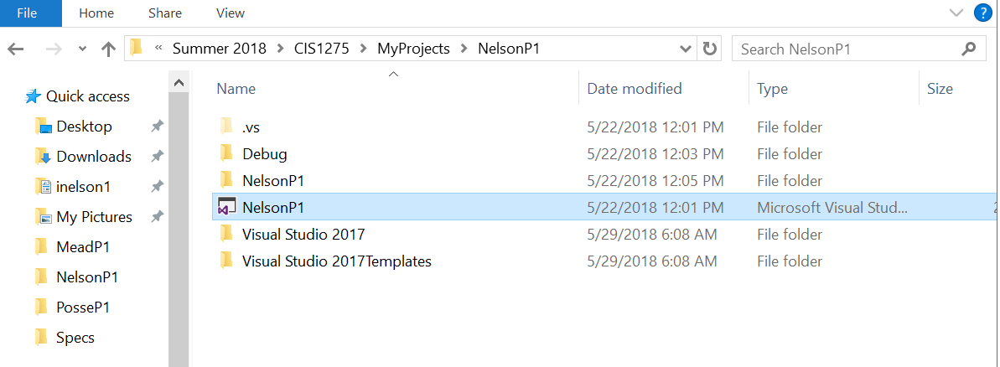 File Home Share View ?
« Summer 2018 > CIS1275 > MyProjects > NelsonP1 Search NelsonP1
Name Date modified Type Size
Quick access
Desktop
Downloads
inelson1
My Pictures
MeadP1
NelsonP1
PosseP1
Specs
.vs 5/22/2018 12:01 PM File folder
Debug 5/22/2018 12:03 PM File folder
NelsonP1 5/22/2018 12:05 PM File folder
NelsonP1 5/22/2018 12:01 PM Microsoft Visual Stud...
Visual Studio 2017 5/29/2018 6:08 AM File folder
Visual Studio 2017Templates 5/29/2018 6:08 AM File folder